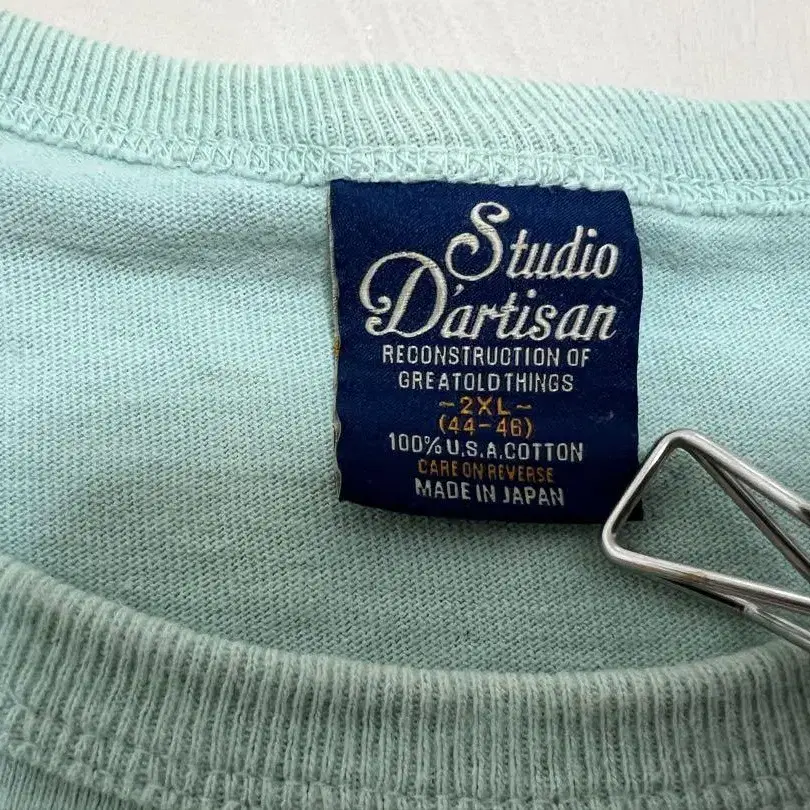 Studio
D'artisan
RECONSTRUCTION OF
GREATOLDTHINGS
-2XL-
(44-46)
100% U.S.A.COTTON
CARE ON REVERSE
MADE IN JAPAN